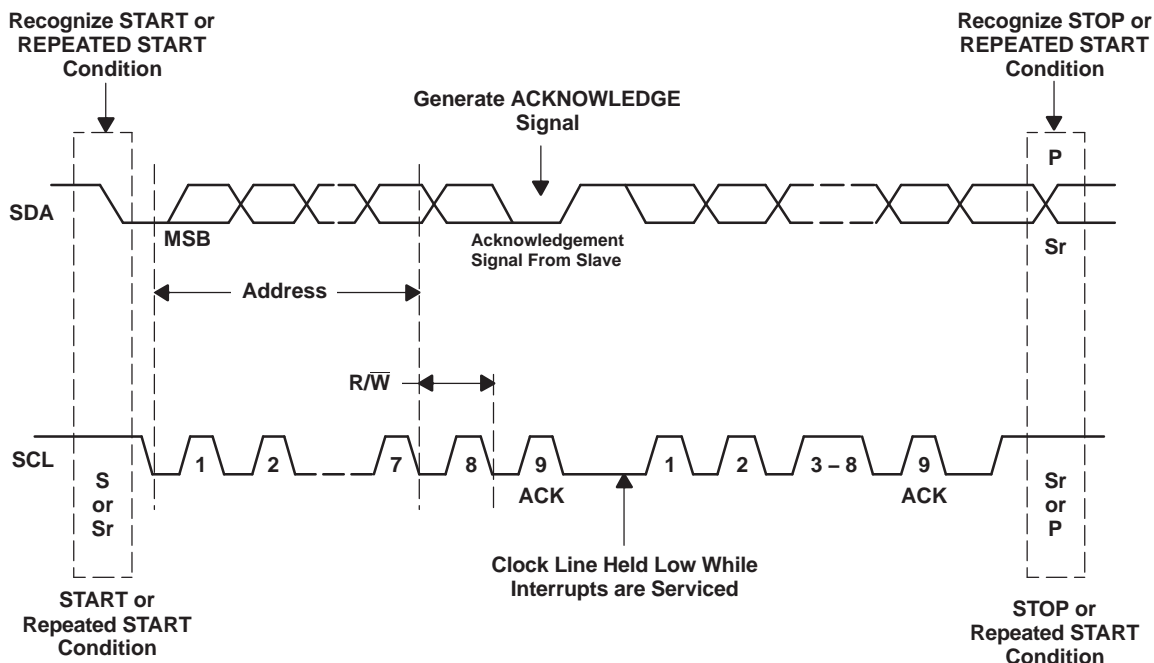 Recognize START or
REPEATED START
Condition
Recognize STOP or
REPEATED START
Condition
Generate ACKNOWLEDGE
Signal
P
SDA
MSB
Acknowledgement
Signal From Slave
Sr
Address
R/W̅
SCL
1
2
7
8
9
1
2
3 – 8
9
ACK
ACK
S
or
Sr
Sr
or
P
Clock Line Held Low While
Interrupts are Serviced
START or
Repeated START
Condition
STOP or
Repeated START
Condition